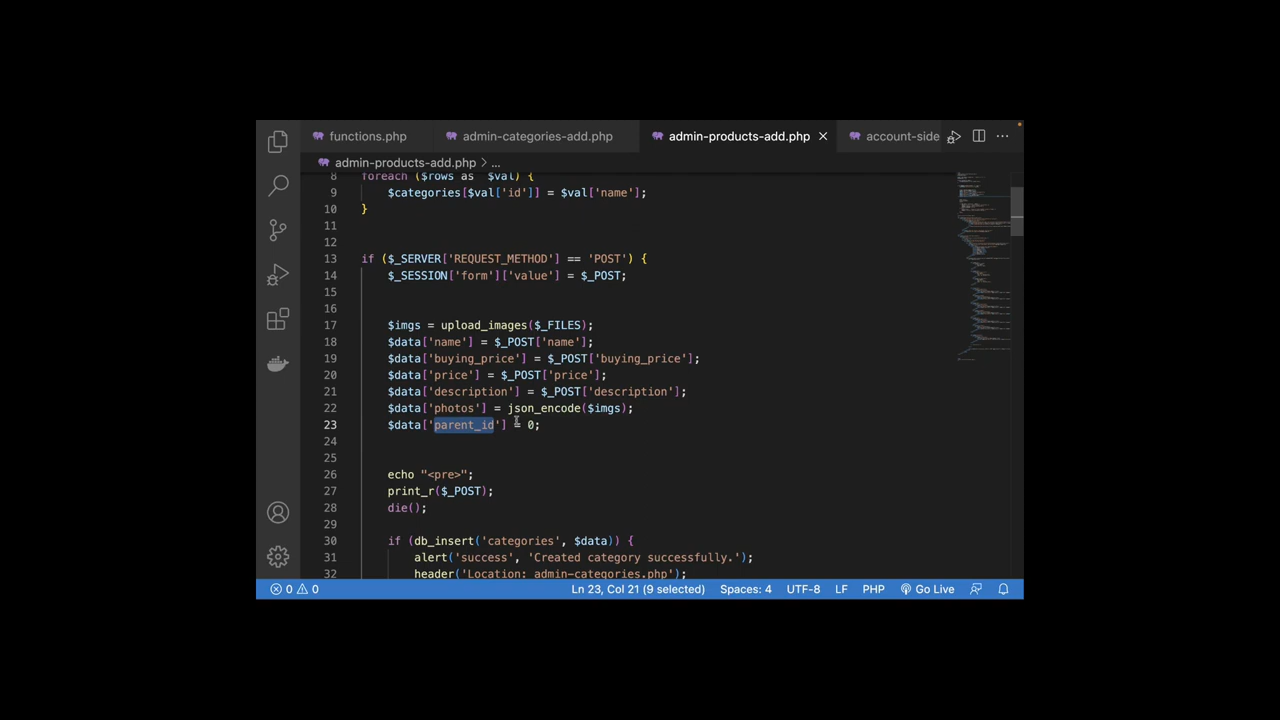 functions.php
admin-categories-add.php
admin-products-add.php
account-side
admin-products-add.php > ...
8 foreach ($rows as $val) {
9 $categories[$val['id']] = $val['name'];
10 }
11
12
13 if ($_SERVER['REQUEST_METHOD'] == 'POST') {
14 $_SESSION['form']['value'] = $_POST;
15
16
17 $imgs = upload_images($_FILES);
18 $data['name'] = $_POST['name'];
19 $data['buying_price'] = $_POST['buying_price'];
20 $data['price'] = $_POST['price'];
21 $data['description'] = $_POST['description'];
22 $data['photos'] = json_encode($imgs);
23 $data['parent_id'] = 0;
24
25
26 echo "<pre>";
27 print_r($_POST);
28 die();
29
30 if (db_insert('categories', $data)) {
31 alert('success', 'Created category successfully.');
32 header('Location: admin-categories.php');
0 0 Ln 23, Col 21 (9 selected) Spaces: 4 UTF-8 LF PHP Go Live